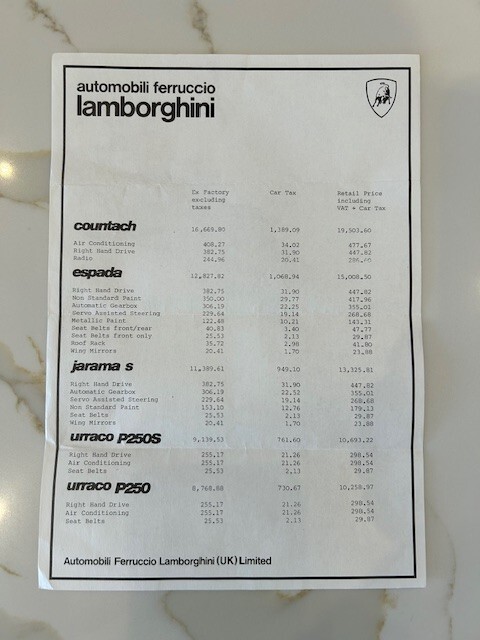 automobili ferruccio
lamborghini
Ex Factory excluding taxes Car Tax Retail Price including VAT + Car Tax
countach 16,669.80 1,389.09 19,503.60
Air Conditioning 408.27 34.02 477.67
Right Hand Drive 382.75 31.90 447.82
Radio 244.96 20.41 286.60
espada 12,827.82 1,068.94 15,008.50
Right Hand Drive 382.75 31.90 447.82
Non Standard Paint 350.00 29.77 417.96
Automatic Gearbox 306.19 22.25 355.01
Servo Assisted Steering 229.64 19.14 268.68
Metallic Paint 122.48 10.21 143.31
Seat Belts front/rear 40.83 3.40 47.77
Seat Belts front only 25.53 2.13 29.87
Roof Rack 35.72 2.98 41.80
Wing Mirrors 20.41 1.70 23.88
jarama s 11,389.61 949.10 13,325.81
Right Hand Drive 382.75 31.90 447.82
Automatic Gearbox 306.19 22.52 355.01
Servo Assisted Steering 229.64 19.14 268.68
Non Standard Paint 153.10 12.76 179.13
Seat Belts 25.53 2.13 29.87
Wing Mirrors 20.41 1.70 23.88
urraco P250S 9,139.53 761.60 10,693.22
Right Hand Drive 255.17 21.26 298.54
Air Conditioning 255.17 21.26 298.54
Seat Belts 25.53 2.13 29.87
urraco P250 8,768.88 730.67 10,258.97
Right Hand Drive 255.17 21.26 298.54
Air Conditioning 255.17 21.26 298.54
Seat Belts 25.53 2.13 29.87
Automobili Ferruccio Lamborghini (UK) Limited